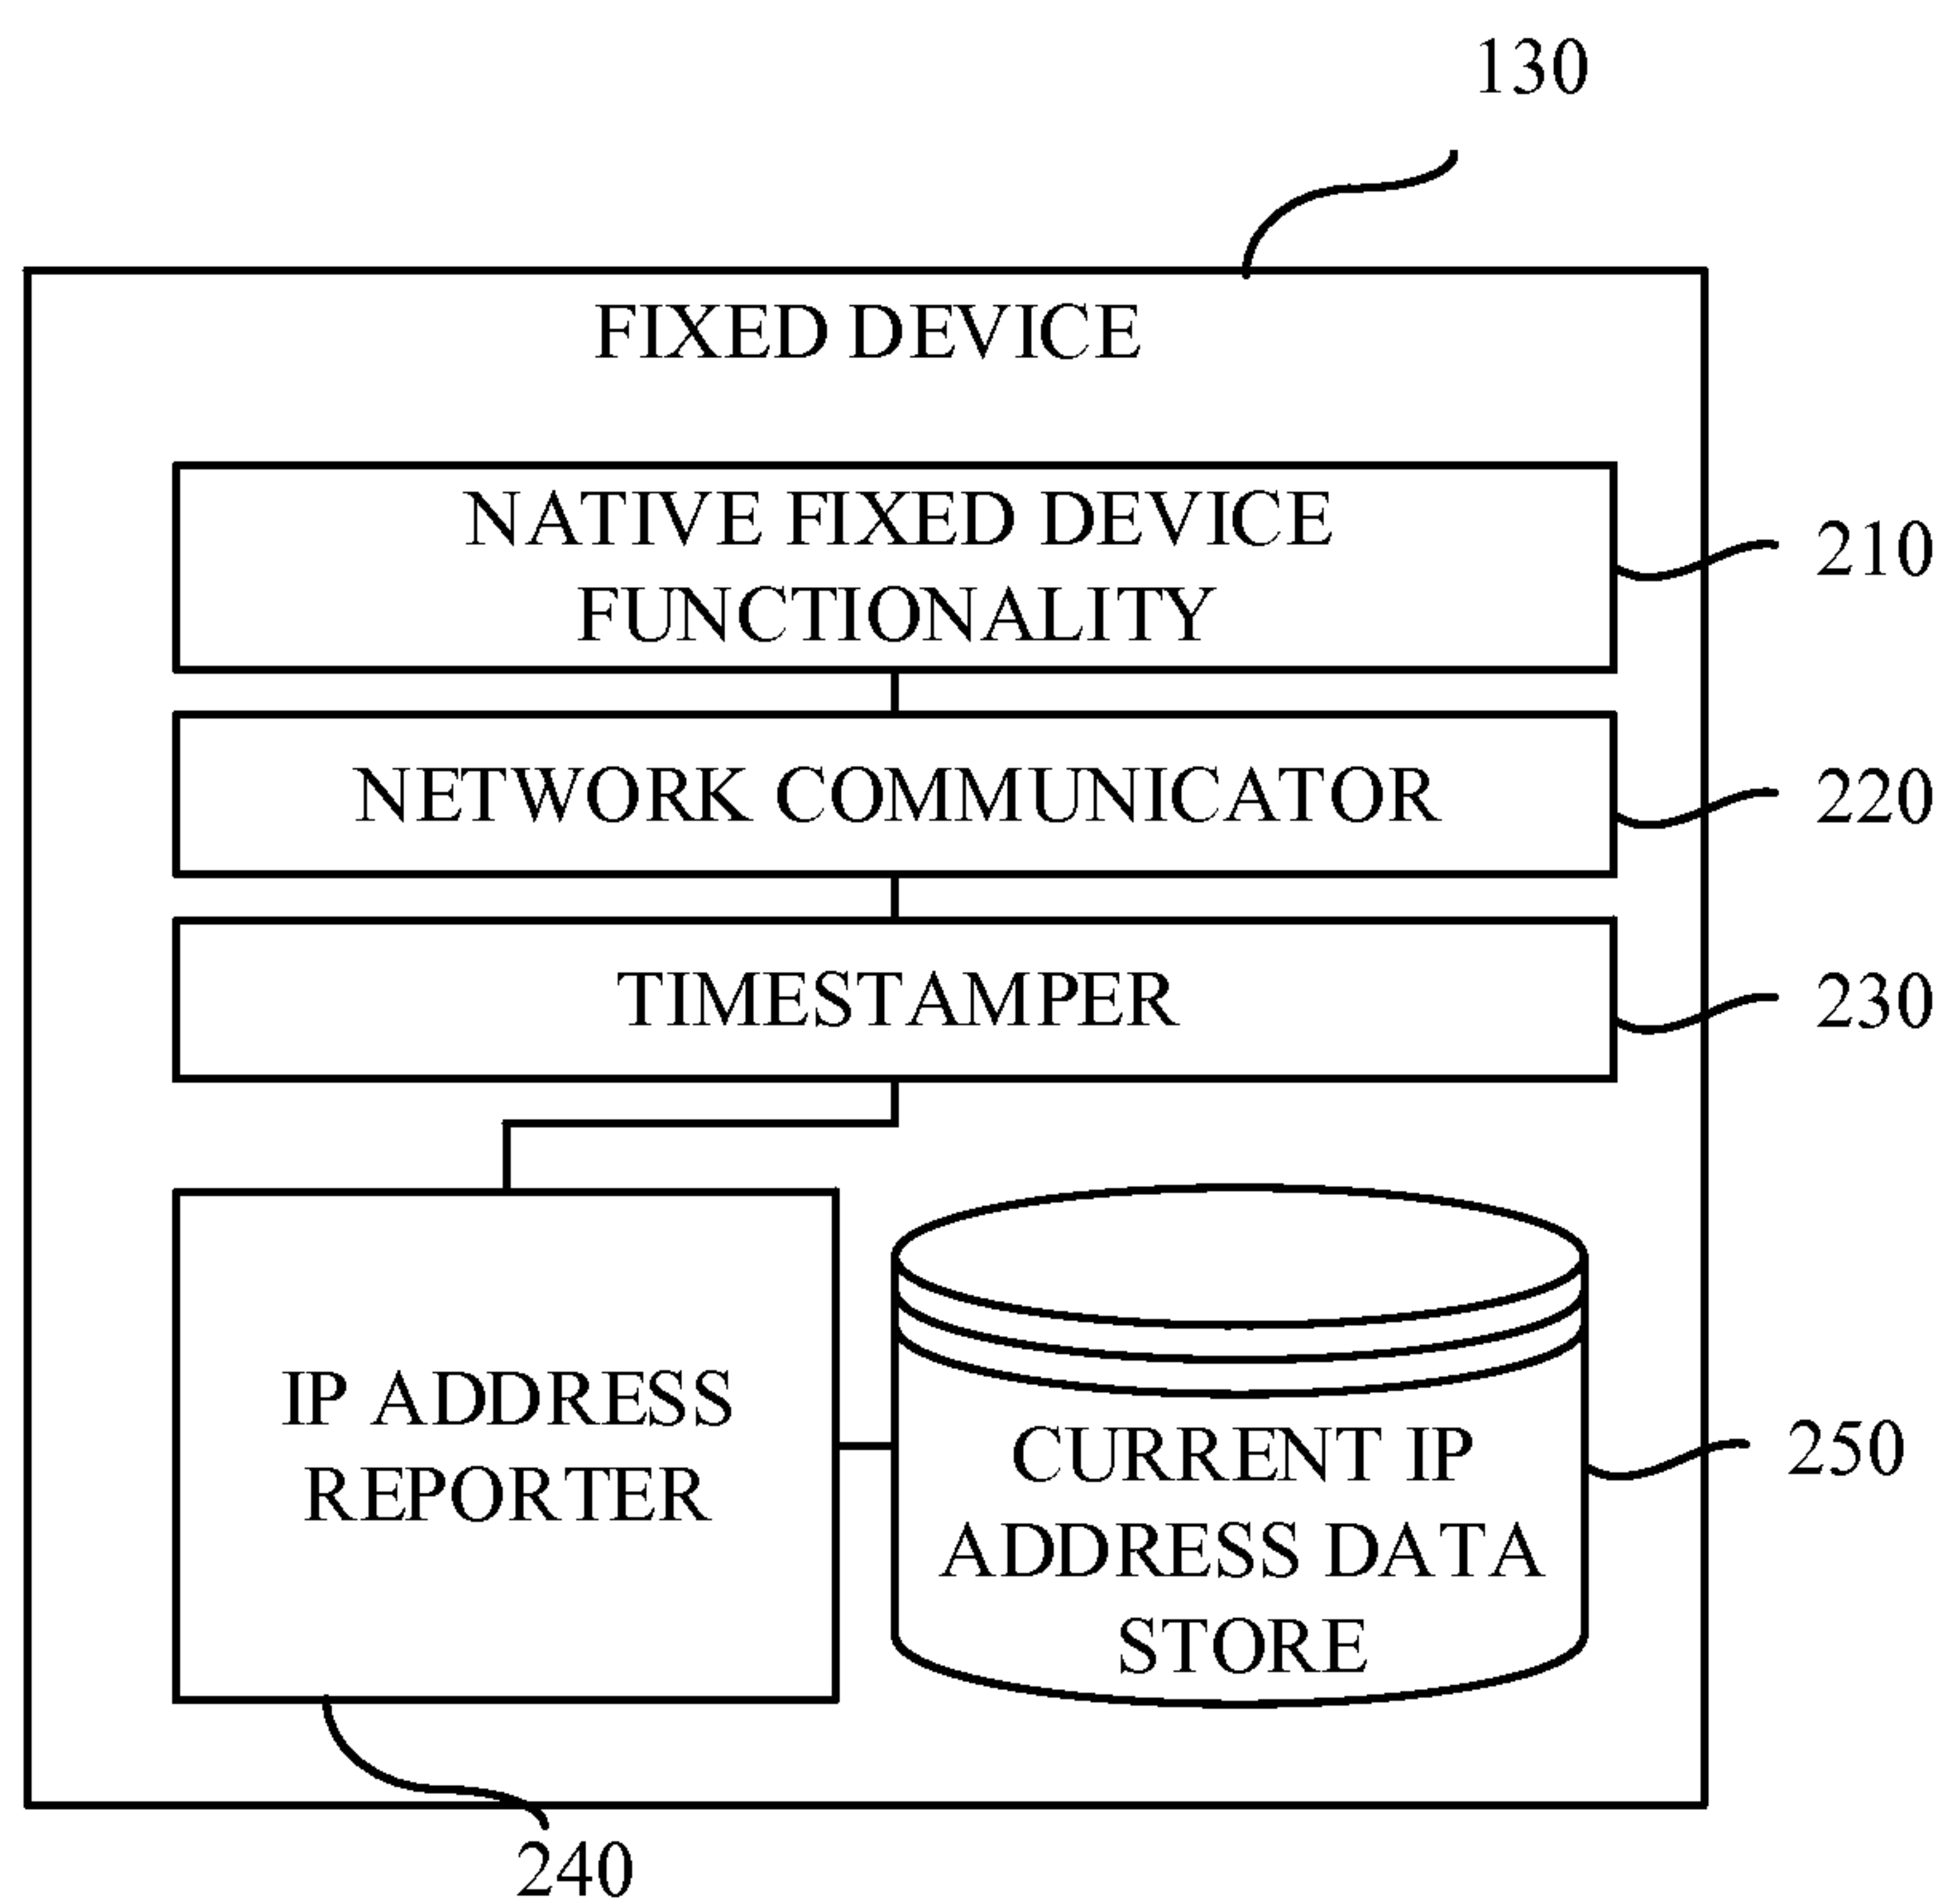 130
FIXED DEVICE
NATIVE FIXED DEVICE
FUNCTIONALITY
210
NETWORK COMMUNICATOR
220
TIMESTAMPER
230
IP ADDRESS
REPORTER
240
CURRENT IP
ADDRESS DATA
STORE
250